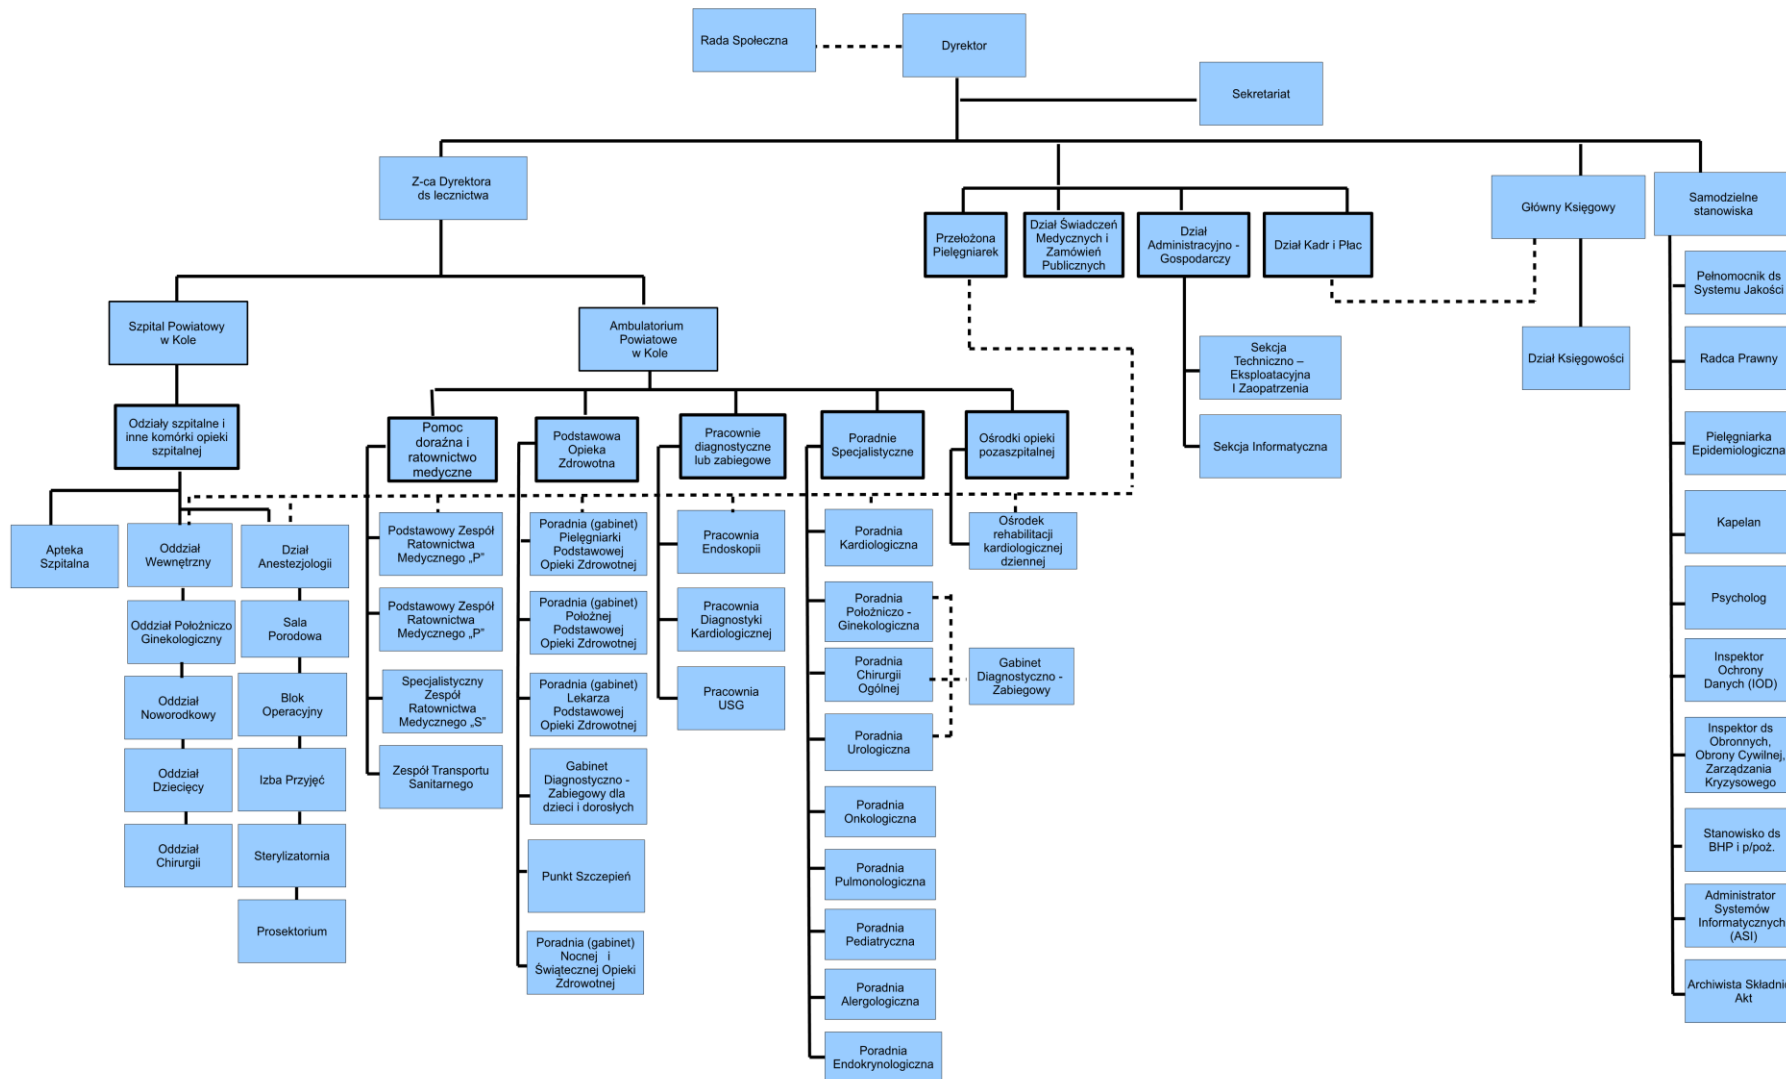 Rada Społeczna
Dyrektor
Sekretariat
Z-ca Dyrektora
ds lecznictwa
Przełożona
Pielęgniarek
Dział Świadczeń
Medycznych i
Zamówień
Publicznych
Dział
Administracyjno -
Gospodarczy
Dział Kadr i Płac
Główny Księgowy
Samodzielne
stanowiska
Szpital Powiatowy
w Kole
Ambulatorium
Powiatowe
w Kole
Sekcja
Techniczno –
Eksploatacyjna
I Zaopatrzenia
Sekcja Informatyczna
Dział Księgowości
Pełnomocnik ds
Systemu Jakości
Radca Prawny
Pielęgniarka
Epidemiologiczna
Kapelan
Psycholog
Inspektor
Ochrony
Danych (IOD)
Inspektor ds
Obronnych,
Obrony Cywilnej,
Zarządzania
Kryzysowego
Stanowisko ds
BHP i p/poż.
Administrator
Systemów
Informatycznych
(ASI)
Archiwista Składnic
Akt
Odziały szpitalne i
inne komórki opieki
szpitalnej
Pomoc
doraźna i
ratownictwo
medyczne
Podstawowa
Opieka
Zdrowotna
Pracownie
diagnostyczne
lub zabiegowe
Poradnie
Specjalistyczne
Ośrodki opieki
pozaszpitalnej
Apteka
Szpitalna
Oddział
Wewnętrzny
Oddział Położniczo
Ginekologiczny
Oddział
Noworodkowy
Oddział
Dziecięcy
Oddział
Chirurgii
Dział
Anestezjologii
Sala
Porodowa
Blok
Operacyjny
Izba Przyjęć
Sterylizatornia
Prosektorium
Podstawowy Zespół
Ratownictwa
Medycznego „P”
Podstawowy Zespół
Ratownictwa
Medycznego „P”
Specjalistyczny
Zespół
Ratownictwa
Medycznego „S”
Zespół Transportu
Sanitarnego
Poradnia (gabinet)
Pielęgniarki
Podstawowej
Opieki Zdrowotnej
Poradnia (gabinet)
Położnej
Podstawowej
Opieki Zdrowotnej
Poradnia (gabinet)
Lekarza
Podstawowej
Opieki Zdrowotnej
Gabinet
Diagnostyczno -
Zabiegowy dla
dzieci i dorosłych
Punkt Szczepień
Poradnia (gabinet)
Nocnej i
Świątecznej Opieki
Zdrowotnej
Pracownia
Endoskopii
Pracownia
Diagnostyki
Kardiologicznej
Pracownia
USG
Poradnia
Kardiologiczna
Poradnia
Położniczo -
Ginekologiczna
Poradnia
Chirurgii
Ogólnej
Poradnia
Urologiczna
Poradnia
Onkologiczna
Poradnia
Pulmonologiczna
Poradnia
Pediatryczna
Poradnia
Alergologiczna
Poradnia
Endokrynologiczna
Ośrodek
rehabilitacji
kardiologicznej
dziennej
Gabinet
Diagnostyczno -
Zabiegowy